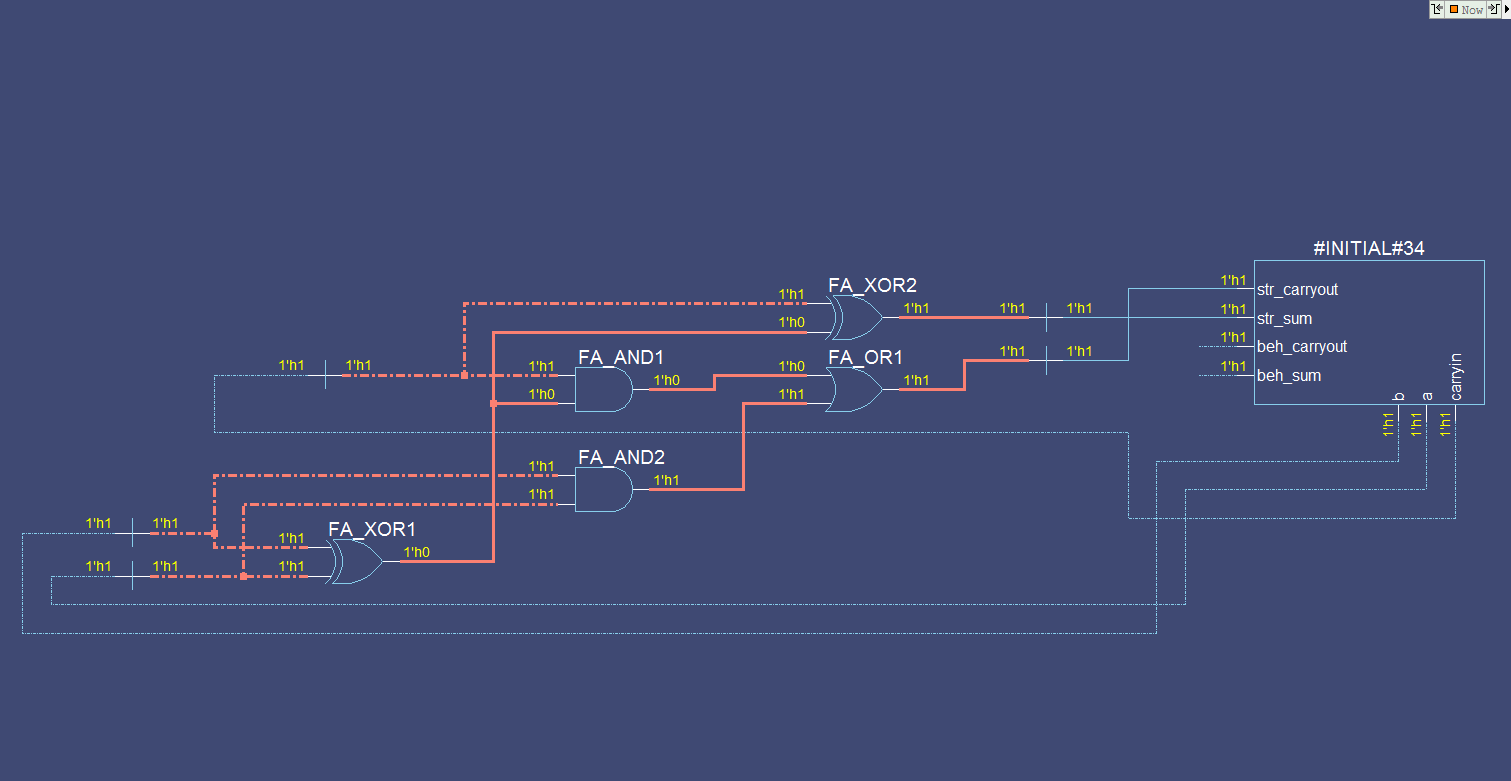 Now
#INITIAL#34
1'h1 str_carryout
FA_XOR2
1'h1
1'h1 1'h1 1'h1 1'h1 str_sum
1'h0
1'h1 beh_carryout
FA_AND1
FA_OR1
1'h1 1'h1
1'h1 1'h1
1'h1 1'h0
1'h1 beh_sum
carryin
1'h0 1'h1
1'h0 1'h1
b
a
1'h1
1'h1
1'h1
FA_AND2
1'h1
1'h1
1'h1
1'h1 1'h1
FA_XOR1
1'h1
1'h0
1'h1 1'h1 1'h1